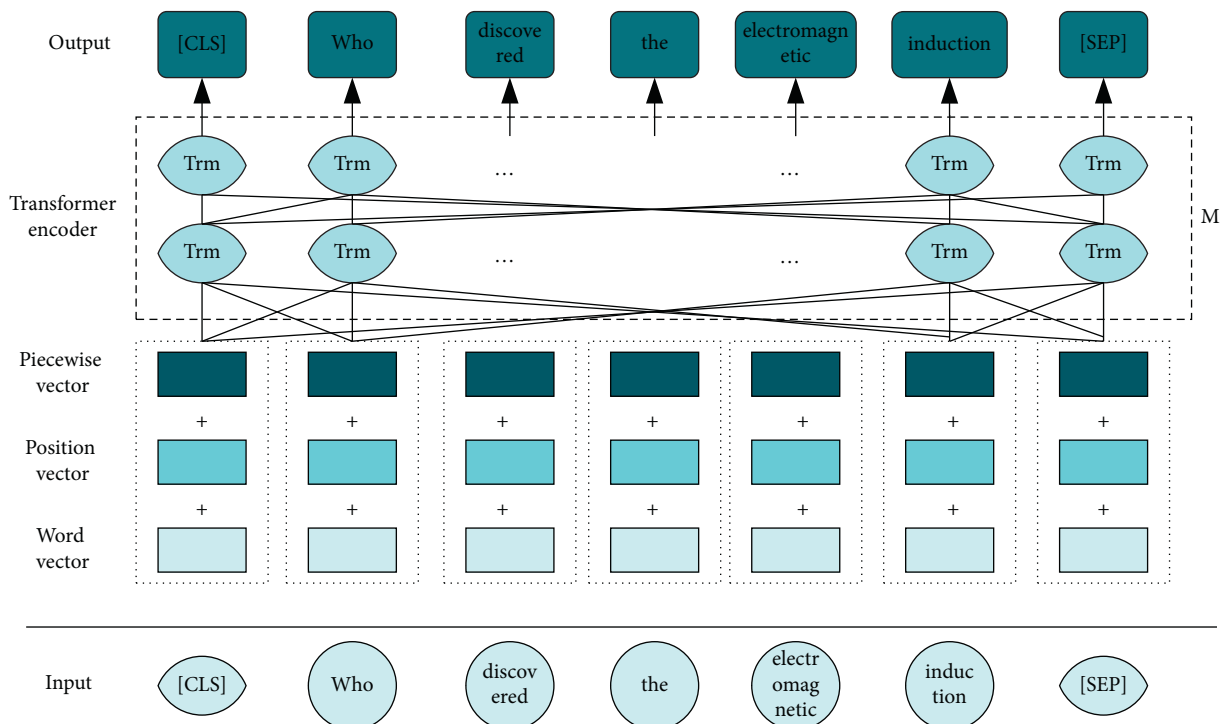 Output
[CLS]
Who
discove
red
the
electromagn
etic
induction
[SEP]
Transformer
encoder
Trm
Trm
...
...
Trm
Trm
M
Trm
Trm
...
...
Trm
Trm
Piecewise
vector
+ + + + + + +
Position
vector
+ + + + + + +
Word
vector
Input
[CLS]
Who
discov
ered
the
electr
omag
netic
induc
tion
[SEP]